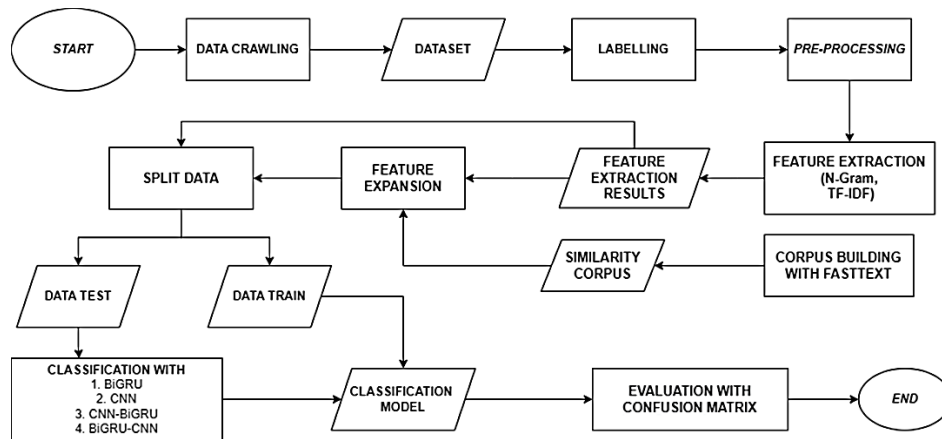 START
DATA CRAWLING
DATASET
LABELLING
PRE-PROCESSING
SPLIT DATA
FEATURE
EXPANSION
FEATURE
EXTRACTION
RESULTS
FEATURE EXTRACTION
(N-Gram,
TF-IDF)
SIMILARITY
CORPUS
CORPUS BUILDING
WITH FASTTEXT
DATA TEST
DATA TRAIN
CLASSIFICATION WITH
1. BiGRU
2. CNN
3. CNN-BiGRU
4. BiGRU-CNN
CLASSIFICATION
MODEL
EVALUATION WITH
CONFUSION MATRIX
END